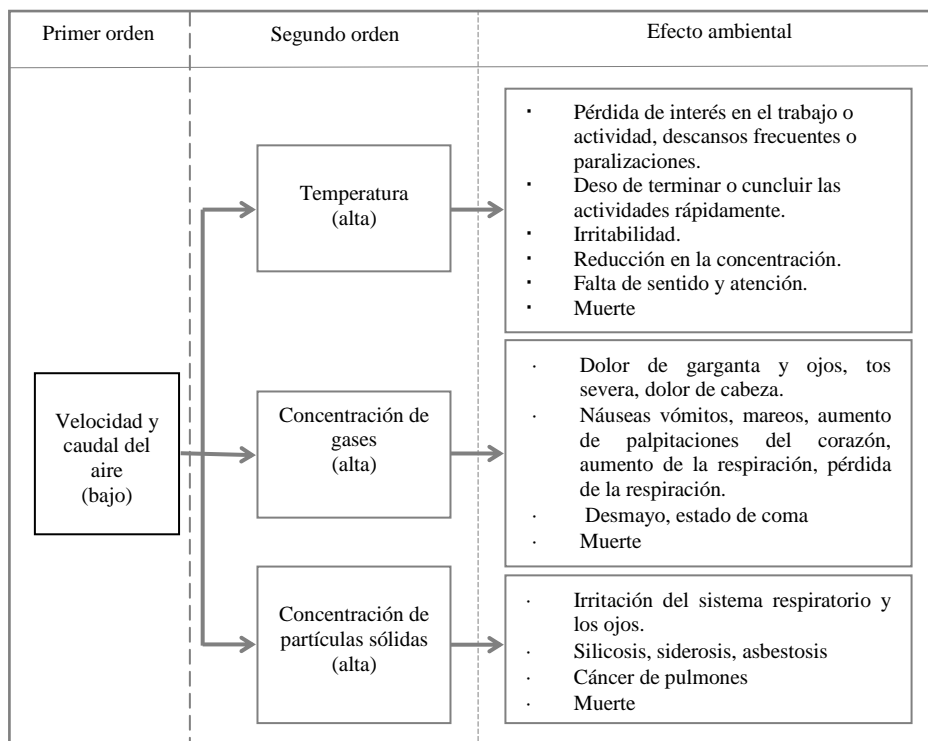 Primer orden
Segundo orden
Efecto ambiental
Velocidad y
caudal del
aire
(bajo)
Temperatura
(alta)
▪ Pérdida de interés en el trabajo o
actividad, descansos frecuentes o
paralizaciones.
▪ Deso de terminar o cuncluir las
actividades rápidamente.
▪ Irritabilidad.
▪ Reducción en la concentración.
▪ Falta de sentido y atención.
▪ Muerte
Concentración de
gases
(alta)
· Dolor de garganta y ojos, tos
severa, dolor de cabeza.
· Náuseas vómitos, mareos, aumento
de palpitaciones del corazón,
aumento de la respiración, pérdida
de la respiración.
· Desmayo, estado de coma
· Muerte
Concentración de
partículas sólidas
(alta)
· Irritación del sistema respiratorio y
los ojos.
· Silicosis, siderosis, asbestosis
· Cáncer de pulmones
· Muerte